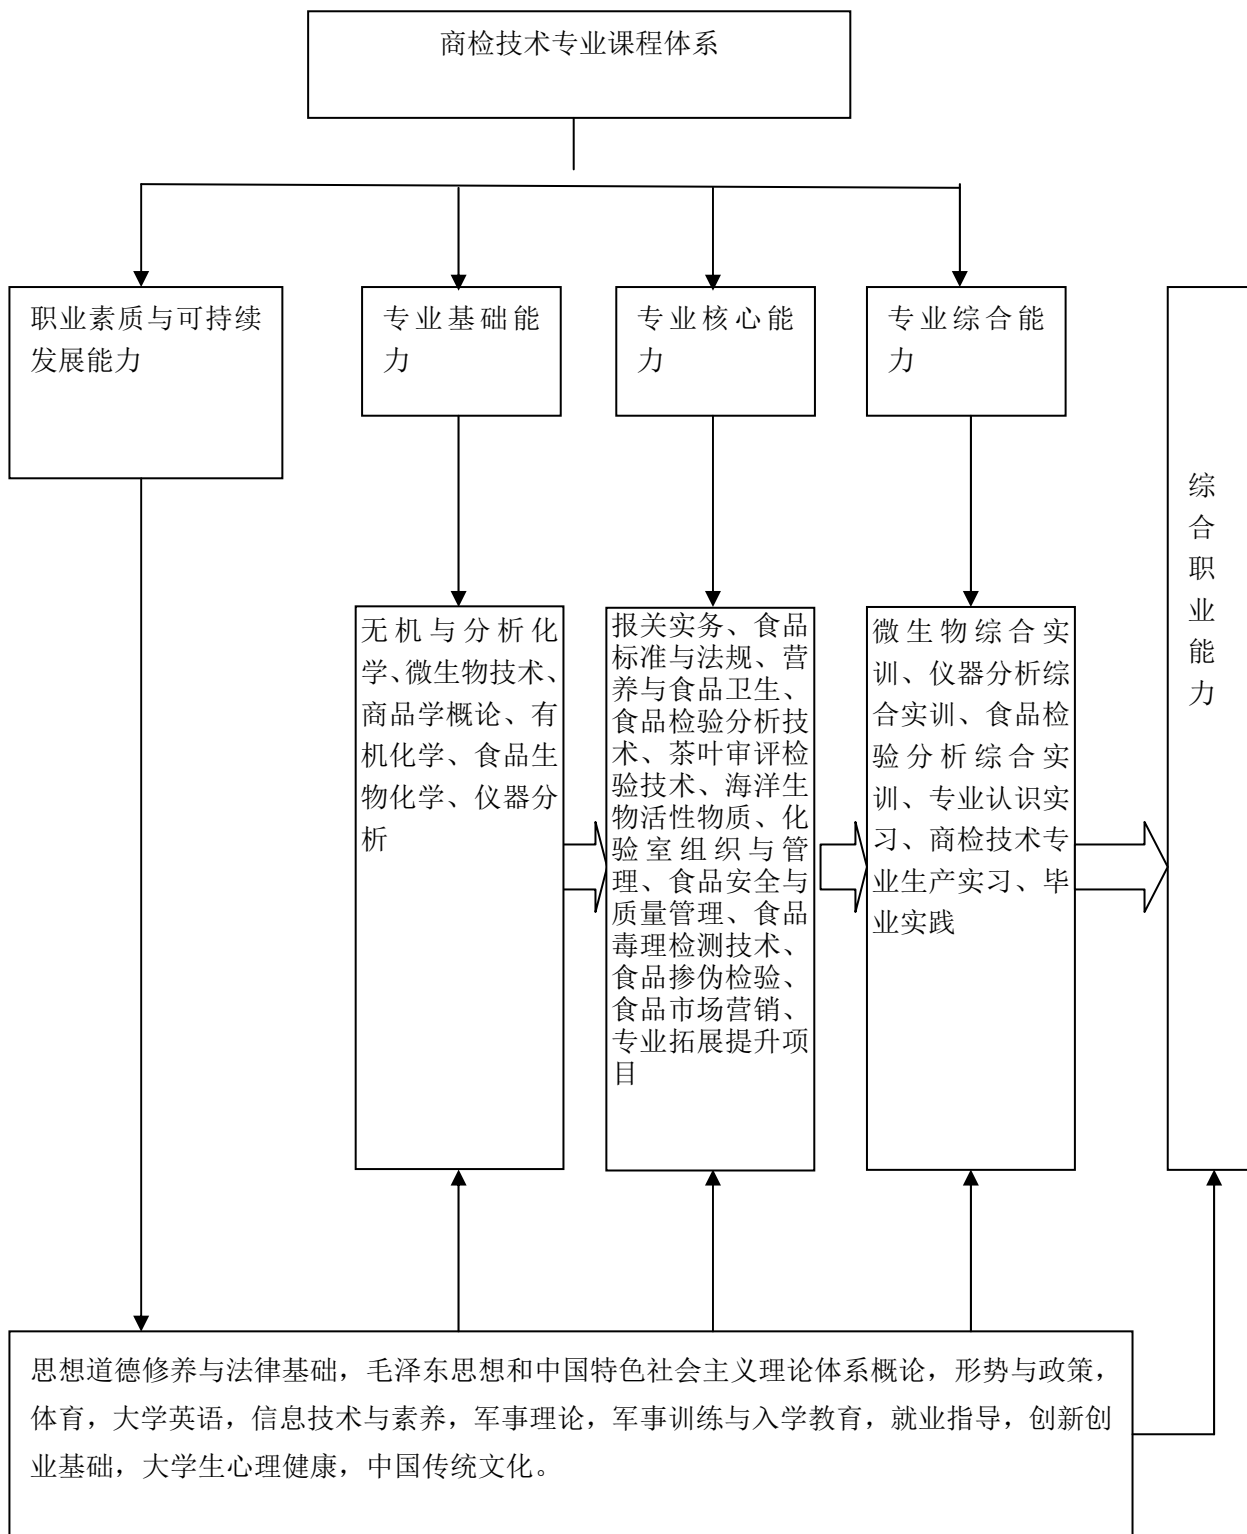 商检技术专业课程体系
职业素质与可持续
发展能力
专业基础能
力
专业核心能
力
专业综合能
力
综
合
职
业
能
力
无机与分析化
学、微生物技术、
商品学概论、有
机化学、食品生
物化学、仪器分
析
报关实务、食品
标准与法规、营
养与食品卫生、
食品检验分析技
术、茶叶审评检
验技术、海洋生
物活性物质、化
验室组织与管
理、食品安全与
质量管理、食品
毒理检测技术、
食品掺伪检验、
食品市场营销、
专业拓展提升项
目
微生物综合实
训、仪器分析综
合实训、食品检
验分析综合实
训、专业认识实
习、商检技术专
业生产实习、毕
业实践
思想道德修养与法律基础，毛泽东思想和中国特色社会主义理论体系概论，形势与政策，
体育，大学英语，信息技术与素养，军事理论，军事训练与入学教育，就业指导，创新创
业基础，大学生心理健康，中国传统文化。